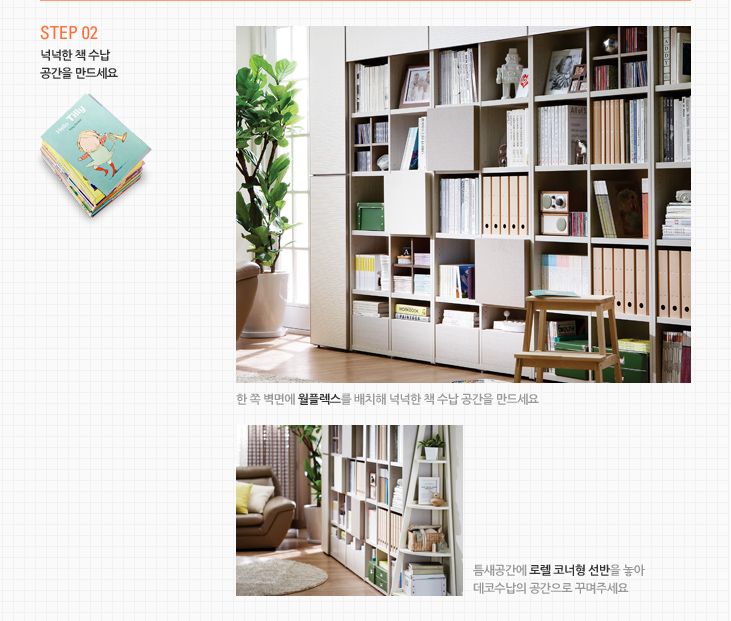 STEP 02
넉넉한 책 수납
공간을 만드세요
Hello, Tilly
한 쪽 벽면에 월플렉스를 배치해 넉넉한 책 수납 공간을 만드세요
틈새공간에 로렐 코너형 선반을 놓아
데코수납의 공간으로 꾸며주세요